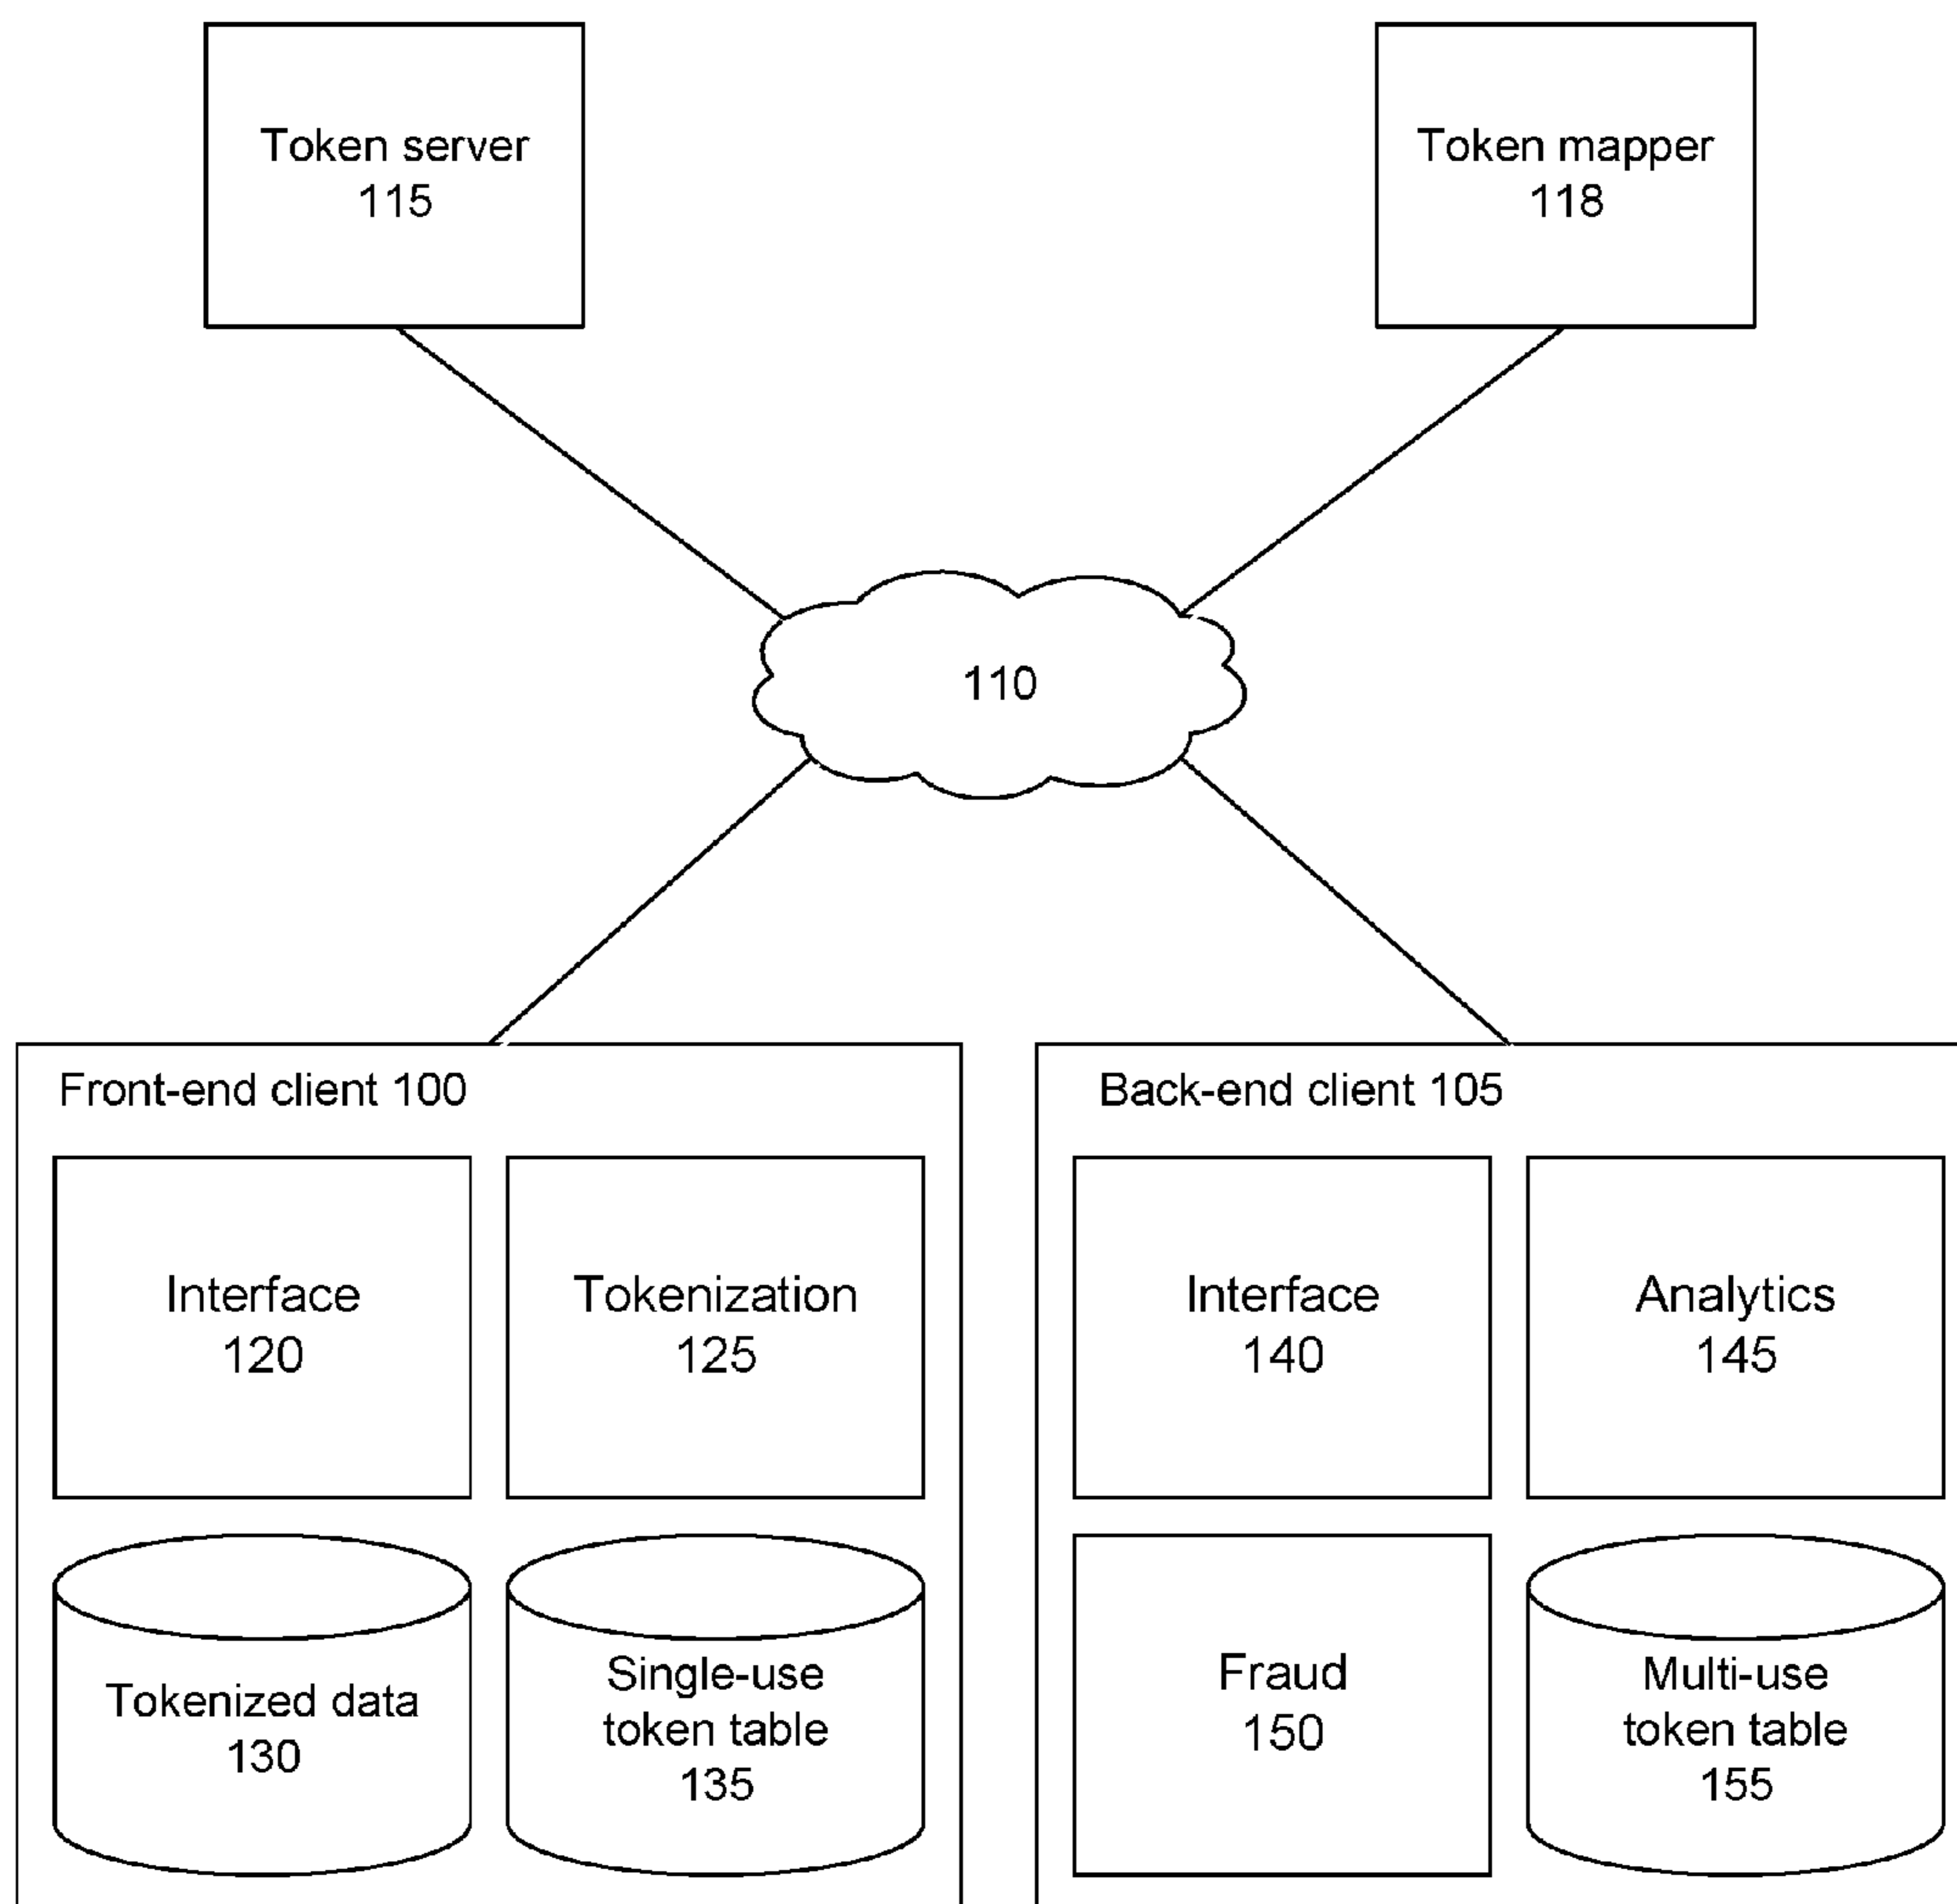 Token server
115
Token mapper
118
110
Front-end client 100
Interface
120
Tokenization
125
Tokenized data
130
Single-use
token table
135
Back-end client 105
Interface
140
Analytics
145
Fraud
150
Multi-use
token table
155